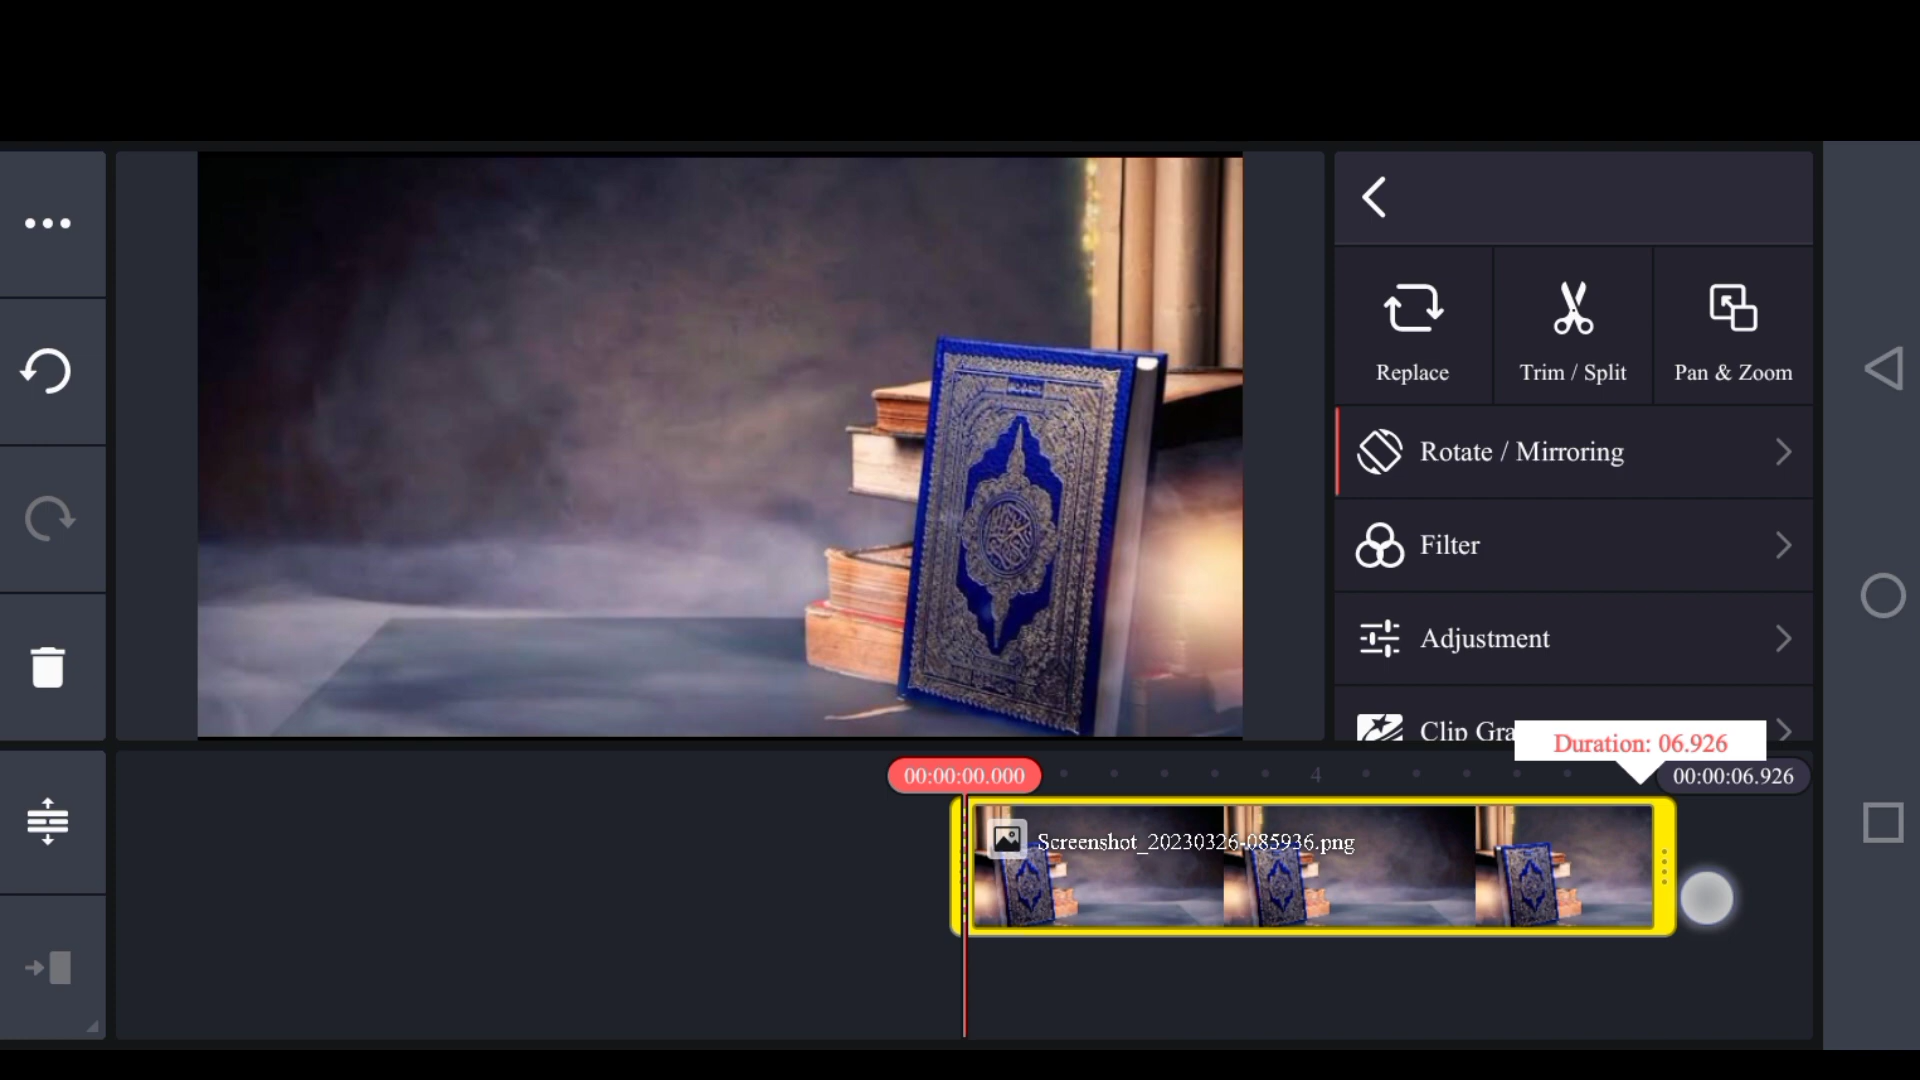 Replace
Trim / Split
Pan & Zoom
Rotate / Mirroring
Filter
Adjustment
Clip Gra
Duration: 06.926
00:00:00.000
4
00:00:06.926
Screenshot_20230326-085936.png